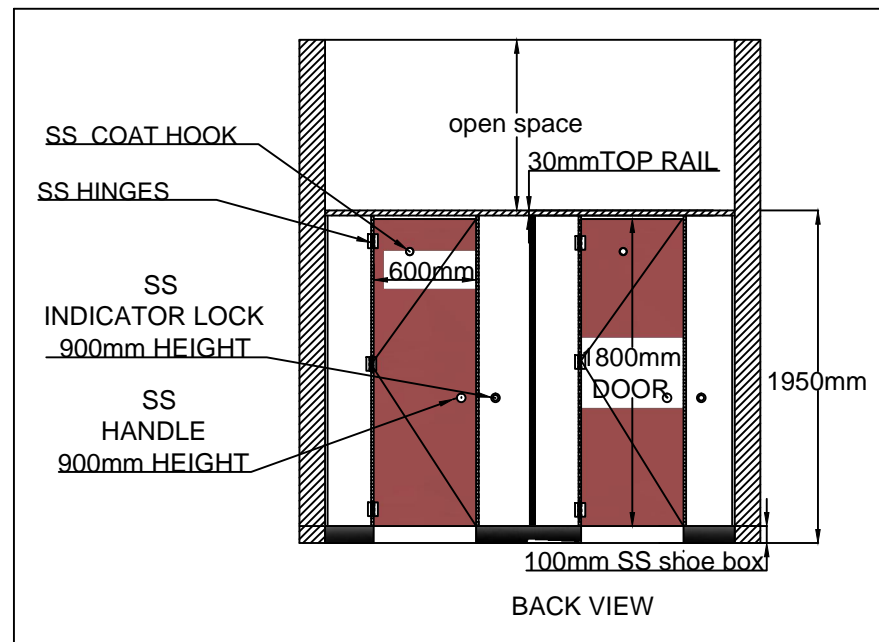 open space
SS COAT HOOK
30mmTOP RAIL
SS HINGES
600mm
SS
INDICATOR LOCK
900mm HEIGHT
1800mm
DOOR
1950mm
SS
HANDLE
900mm HEIGHT
100mm SS shoe box
BACK VIEW